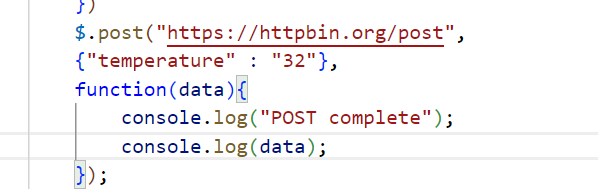 })
$.post("https://httpbin.org/post",
{"temperature" : "32"},
function(data){
console.log("POST complete");
console.log(data);
});